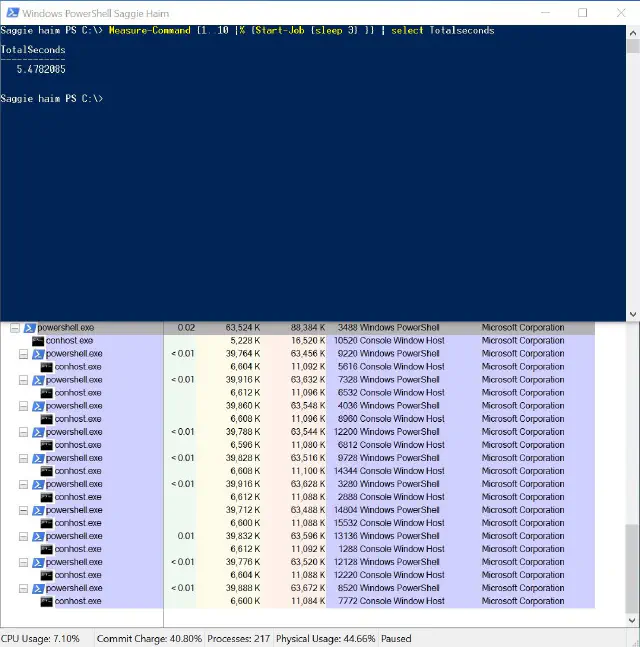 Windows PowerShell Saggie Haim
Saggie haim PS C:\> Measure-Command {1..10 |% {Start-Job {sleep 3} }} | select Totalseconds
TotalSeconds
------------
5.4782085
Saggie haim PS C:\>
powershell.exe 0.02 63,524 K 88,384 K 3488 Windows PowerShell Microsoft Corporation
conhost.exe 5,228 K 16,520 K 10520 Console Window Host Microsoft Corporation
powershell.exe < 0.01 39,764 K 63,456 K 9220 Windows PowerShell Microsoft Corporation
conhost.exe 6,604 K 11,092 K 5616 Console Window Host Microsoft Corporation
powershell.exe < 0.01 39,916 K 63,632 K 7328 Windows PowerShell Microsoft Corporation
conhost.exe 6,612 K 11,096 K 6532 Console Window Host Microsoft Corporation
powershell.exe 39,860 K 63,548 K 4036 Windows PowerShell Microsoft Corporation
conhost.exe 6,608 K 11,096 K 8960 Console Window Host Microsoft Corporation
powershell.exe < 0.01 39,788 K 63,544 K 12200 Windows PowerShell Microsoft Corporation
conhost.exe 6,596 K 11,080 K 6812 Console Window Host Microsoft Corporation
powershell.exe < 0.01 39,828 K 63,516 K 9728 Windows PowerShell Microsoft Corporation
conhost.exe 6,608 K 11,100 K 14344 Console Window Host Microsoft Corporation
powershell.exe < 0.01 39,916 K 63,628 K 3280 Windows PowerShell Microsoft Corporation
conhost.exe 6,612 K 11,088 K 2888 Console Window Host Microsoft Corporation
powershell.exe 39,712 K 63,488 K 14804 Windows PowerShell Microsoft Corporation
conhost.exe 6,600 K 11,088 K 15532 Console Window Host Microsoft Corporation
powershell.exe 0.01 39,832 K 63,596 K 13136 Windows PowerShell Microsoft Corporation
conhost.exe 6,612 K 11,092 K 1288 Console Window Host Microsoft Corporation
powershell.exe < 0.01 39,776 K 63,520 K 12128 Windows PowerShell Microsoft Corporation
conhost.exe 6,604 K 11,088 K 12220 Console Window Host Microsoft Corporation
powershell.exe < 0.01 39,888 K 63,672 K 8520 Windows PowerShell Microsoft Corporation
conhost.exe 6,600 K 11,084 K 7772 Console Window Host Microsoft Corporation
CPU Usage: 7.10% Commit Charge: 40.80% Processes: 217 Physical Usage: 44.66% Paused